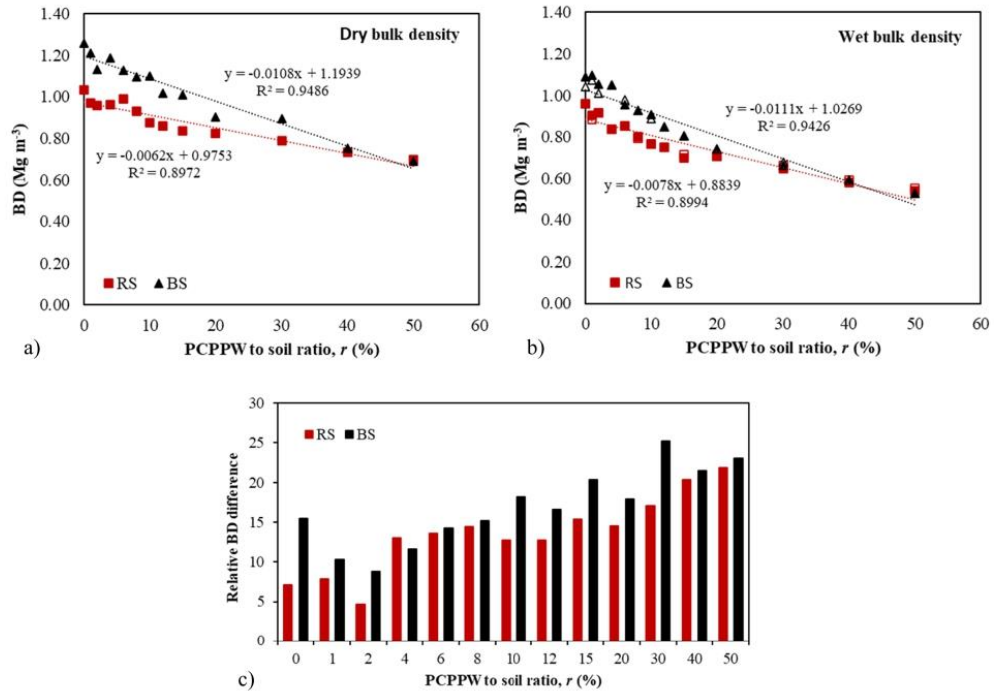 Dry bulk density
1.40
1.20
1.00
0.80
0.60
0.40
0.20
0.00
BD (Mg m⁻³)
y = -0.0108x + 1.1939
R² = 0.9486
y = -0.0062x + 0.9753
R² = 0.8972
RS BS
0 10 20 30 40 50 60
PCPPW to soil ratio, r (%)
a)
Wet bulk density
1.40
1.20
1.00
0.80
0.60
0.40
0.20
0.00
BD (Mg m⁻³)
y = -0.0111x + 1.0269
R² = 0.9426
y = -0.0078x + 0.8839
R² = 0.8994
RS BS
0 10 20 30 40 50 60
PCPPW to soil ratio, r (%)
b)
30
25
20
15
10
5
0
Relative BD difference
RS BS
0 1 2 4 6 8 10 12 15 20 30 40 50
PCPPW to soil ratio, r (%)
c)